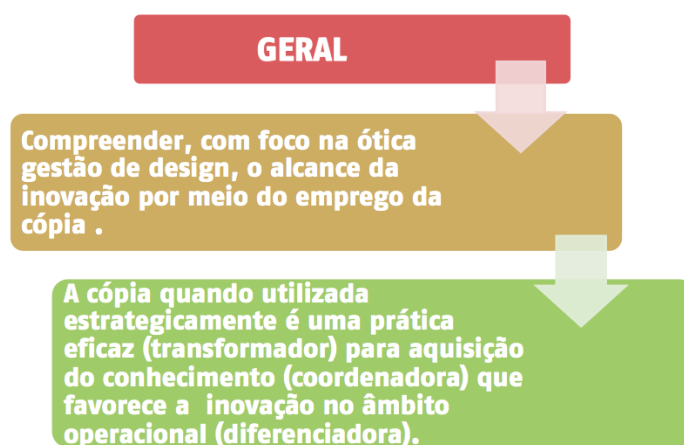 GERAL
Compreender, com foco na ótica
gestão de design, o alcance da
inovação por meio do emprego da
cópia .
A cópia quando utilizada
estrategicamente é uma prática
eficaz (transformador) para aquisição
do conhecimento (coordenadora) que
favorece a  inovação no âmbito
operacional (diferenciadora).